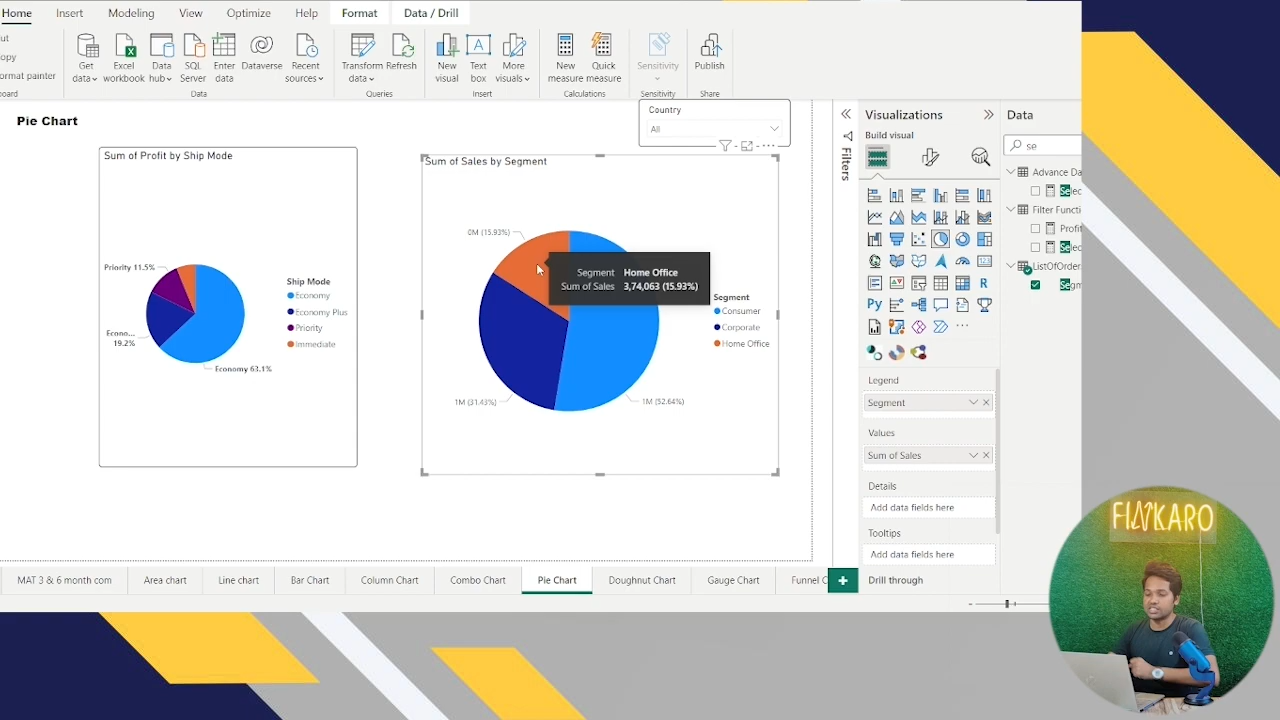 Home Insert Modeling View Optimize Help Format Data / Drill
ut
opy
ormat painter
board
Get data
Excel workbook
Data hub
SQL Server
Enter data
Dataverse
Recent sources
Data
Transform data
Refresh
Queries
New visual
Text box
More visuals
Insert
New measure
Quick measure
Calculations
Sensitivity
Sensitivity
Publish
Share
Pie Chart
Country
All
Sum of Profit by Ship Mode
Priority 11.5%
Econo...
19.2%
Economy 63.1%
Ship Mode
Economy
Economy Plus
Priority
Immediate
Sum of Sales by Segment
0M (15.93%)
1M (31.43%)
1M (52.64%)
Segment Home Office
Sum of Sales 3,74,063 (15.93%)
Segment
Consumer
Corporate
Home Office
Filters
Visualizations
Build visual
Py
R
123
Legend
Segment
Values
Sum of Sales
Details
Add data fields here
Tooltips
Add data fields here
Drill through
Data
se
Advance Da
Selec
Filter Functi
Profit
Selec
ListOfOrder
Segm
MAT 3 & 6 month com Area chart Line chart Bar Chart Column Chart Combo Chart Pie Chart Doughnut Chart Gauge Chart Funnel C
FINKARO